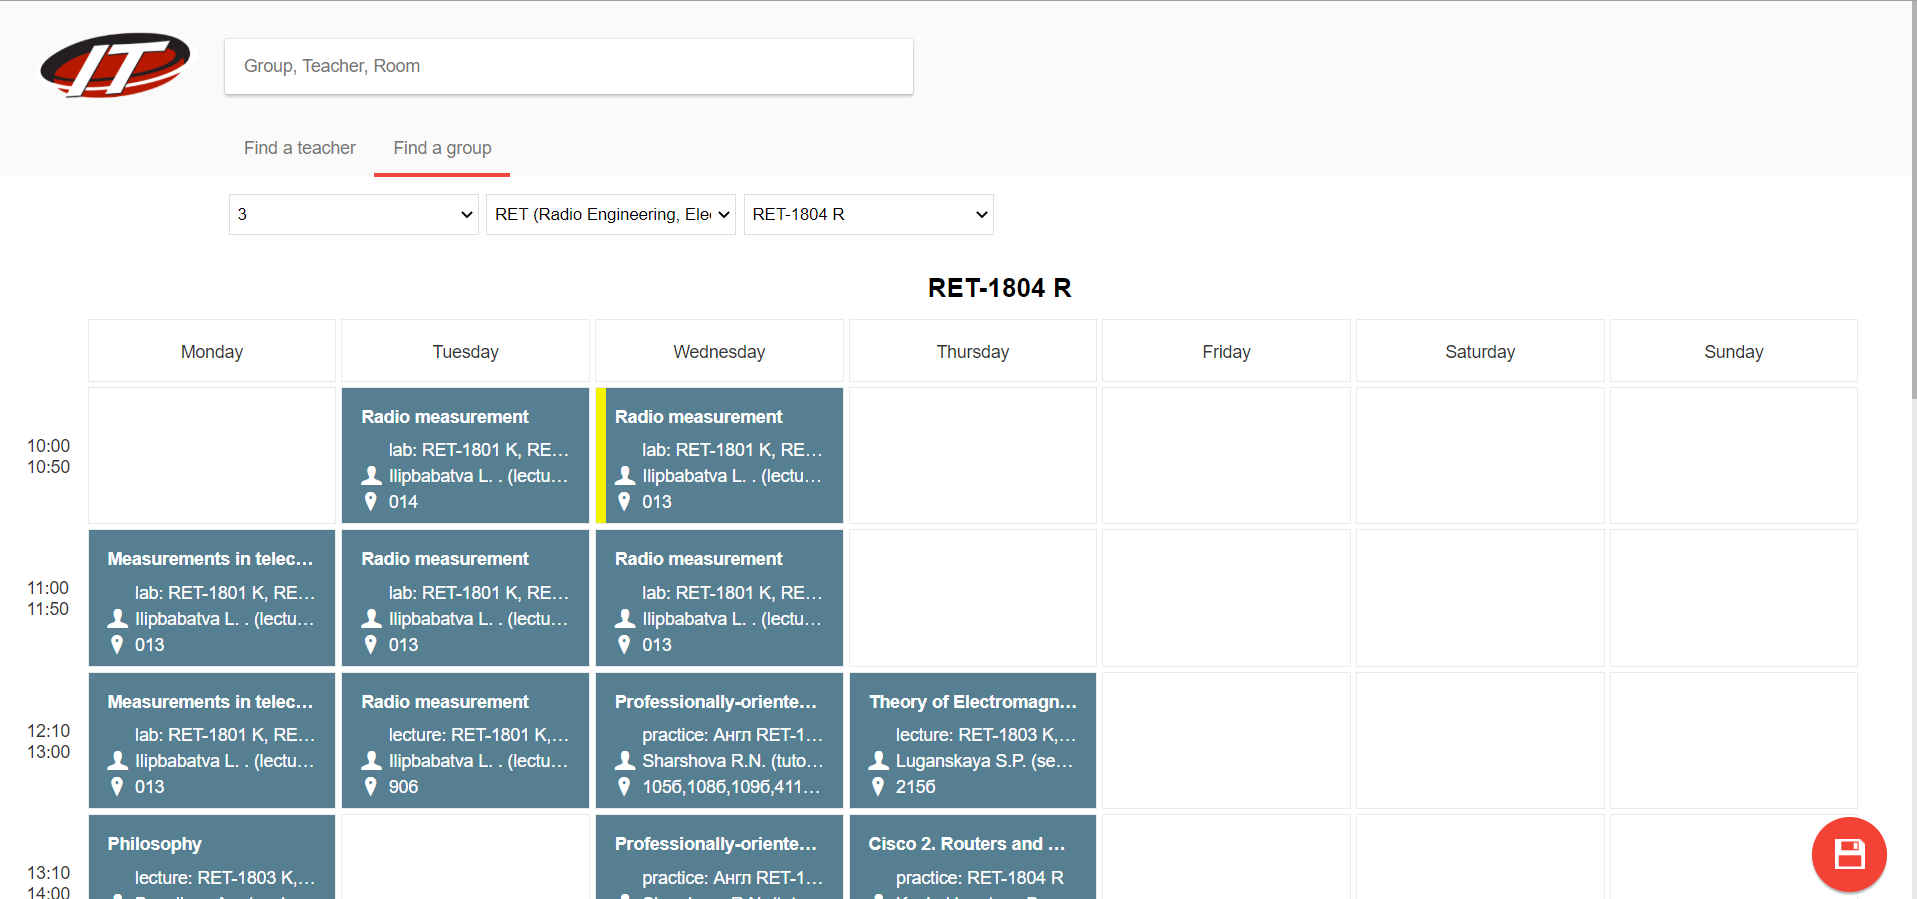 IT
Group, Teacher, Room
Find a teacher
Find a group
3
RET (Radio Engineering, Ele
RET-1804 R
RET-1804 R
Monday
Tuesday
Wednesday
Thursday
Friday
Saturday
Sunday
10:00
10:50
Radio measurement
lab: RET-1801 K, RE...
Ilipbabatva L. . (lectu...
014
Radio measurement
lab: RET-1801 K, RE...
Ilipbabatva L. . (lectu...
013
11:00
11:50
Measurements in telec...
lab: RET-1801 K, RE...
Ilipbabatva L. . (lectu...
013
Radio measurement
lab: RET-1801 K, RE...
Ilipbabatva L. . (lectu...
013
Radio measurement
lab: RET-1801 K, RE...
Ilipbabatva L. . (lectu...
013
12:10
13:00
Measurements in telec...
lab: RET-1801 K, RE...
Ilipbabatva L. . (lectu...
013
Radio measurement
lecture: RET-1801 K,...
Ilipbabatva L. . (lectu...
906
Professionally-oriente...
practice: Англ RET-1...
Sharshova R.N. (tuto...
105б,108б,109б,411...
Theory of Electromagn...
lecture: RET-1803 K,...
Luganskaya S.P. (se...
215б
13:10
14:00
Philosophy
lecture: RET-1803 K,...
Professionally-oriente...
practice: Англ RET-1...
Cisco 2. Routers and ...
practice: RET-1804 R